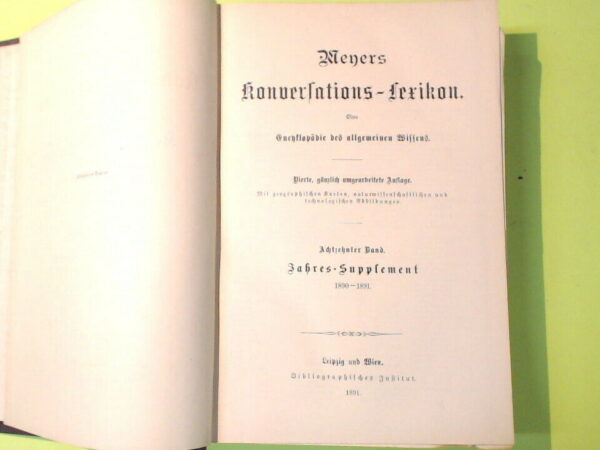 Meyers
Konversations-Lexikon.
Eine
Encyklopädie des allgemeinen Wissens.
Vierte, gänzlich umgearbeitete Auflage.
Mit geographischen Karten, naturwissenschaftlichen und
technologischen Abbildungen.
Achtzehnter Band.
Jahres-Supplement
1890—1891.
Leipzig und Wien.
Bibliographisches Institut.
1891.